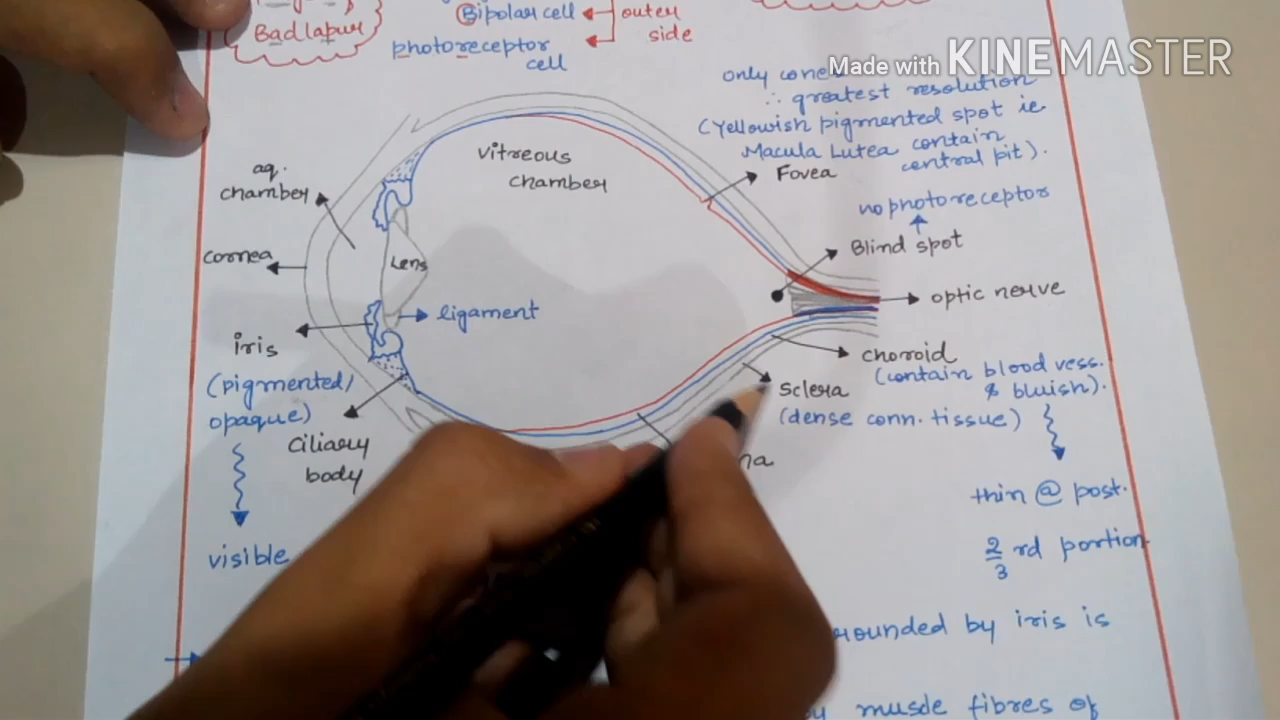 Badlapur
Bipolar cell
photoreceptor
cell
outer
side
Made with KINEMASTER
only
∴ greatest resolution
(Yellowish pigmented spot ie.
Macula Lutea contain
central pit).
Fovea
no photoreceptor
Blind spot
optic nerve
choroid
(contain blood vess.
& bluish).
sclera
(dense conn. tissue)
thin @ post.
2/3 rd portion
vitreous
chamber
aq.
chamber
cornea
Lens
ligament
iris
(pigmented/
opaque)
ciliary
body
visible
by iris is
muscle fibres of